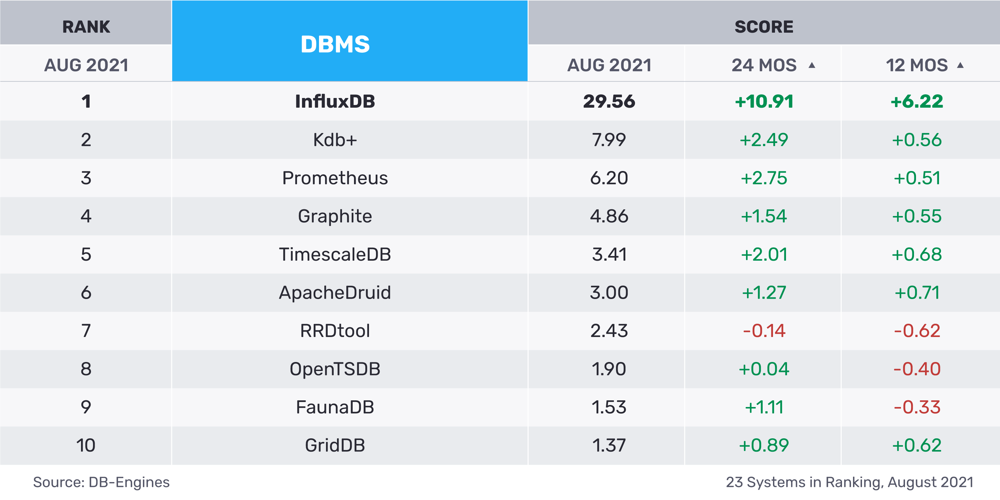 RANK DBMS SCORE
AUG 2021 AUG 2021 24 MOS ▲ 12 MOS ▲
1 InfluxDB 29.56 +10.91 +6.22
2 Kdb+ 7.99 +2.49 +0.56
3 Prometheus 6.20 +2.75 +0.51
4 Graphite 4.86 +1.54 +0.55
5 TimescaleDB 3.41 +2.01 +0.68
6 ApacheDruid 3.00 +1.27 +0.71
7 RRDtool 2.43 -0.14 -0.62
8 OpenTSDB 1.90 +0.04 -0.40
9 FaunaDB 1.53 +1.11 -0.33
10 GridDB 1.37 +0.89 +0.62
Source: DB-Engines 23 Systems in Ranking, August 2021